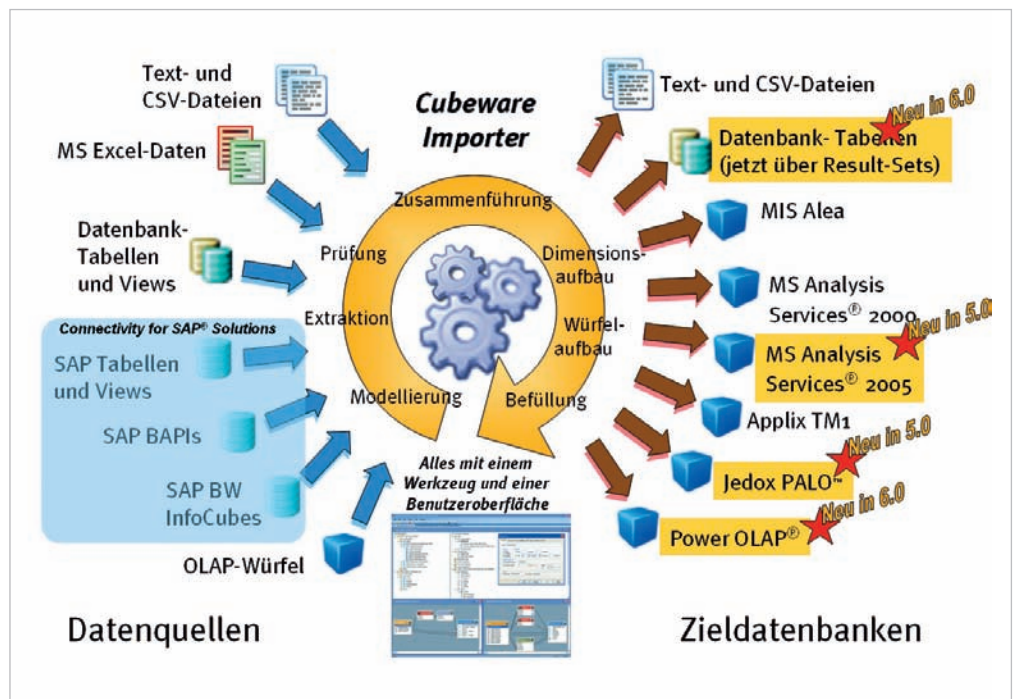 Text- und
CSV-Dateien
MS Excel-Daten
Datenbank-
Tabellen
und Views
Connectivity for SAP® Solutions
SAP Tabellen
und Views
SAP BAPIs
SAP BW
InfoCubes
OLAP-Würfel
Datenquellen
Cubeware
Importer
Zusammenführung
Prüfung
Extraktion
Modellierung
Dimensions-
aufbau
Würfel-
aufbau
Befüllung
Alles mit einem
Werkzeug und einer
Benutzeroberfläche
Text- und CSV-Dateien
Neu in 6.0
Datenbank- Tabellen
(jetzt über Result-Sets)
MIS Alea
MS Analysis
Services® 2000
Neu in 5.0
MS Analysis
Services® 2005
Applix TM1
Neu in 5.0
Jedox PALO™
Neu in 6.0
Power OLAP®
Zieldatenbanken